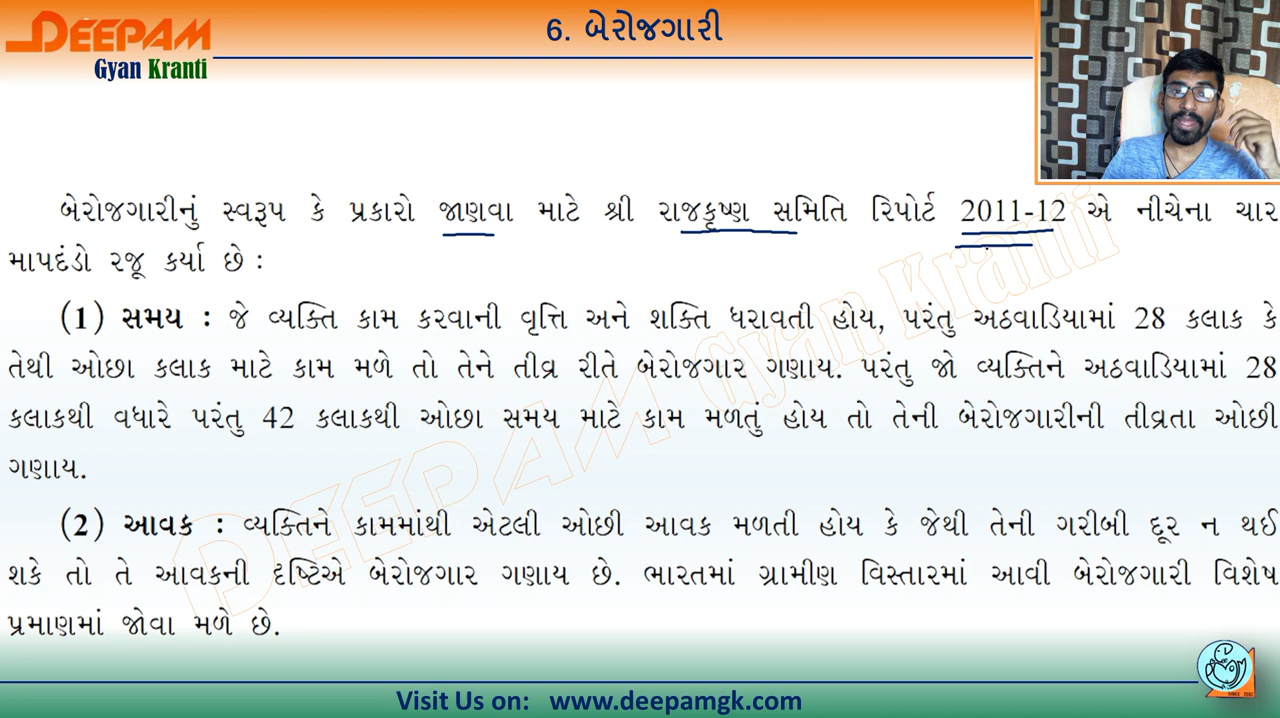 DEEPAM
Gyan Kranti
6. બેરોજગારી
બેરોજગારીનું સ્વરૂપ કે પ્રકારો જાણવા માટે શ્રી રાજકૃષ્ણ સમિતિ રિપોર્ટ 2011-12 એ નીચેના ચાર
માપદંડો રજૂ કર્યા છે :
(1) સમય : જે વ્યક્તિ કામ કરવાની વૃત્તિ અને શક્તિ ધરાવતી હોય, પરંતુ અઠવાડિયામાં 28 કલાક કે
તેથી ઓછા કલાક માટે કામ મળે તો તેને તીવ્ર રીતે બેરોજગાર ગણાય. પરંતુ જો વ્યક્તિને અઠવાડિયામાં 28
કલાકથી વધારે પરંતુ 42 કલાકથી ઓછા સમય માટે કામ મળતું હોય તો તેની બેરોજગારીની તીવ્રતા ઓછી
ગણાય.
(2) આવક : વ્યક્તિને કામમાંથી એટલી ઓછી આવક મળતી હોય કે જેથી તેની ગરીબી દૂર ન થઈ
શકે તો તે આવકની દૃષ્ટિએ બેરોજગાર ગણાય છે. ભારતમાં ગ્રામીણ વિસ્તારમાં આવી બેરોજગારી વિશેષ
પ્રમાણમાં જોવા મળે છે.
DEEPAM Gyan Kranti
Visit Us on: www.deepamgk.com